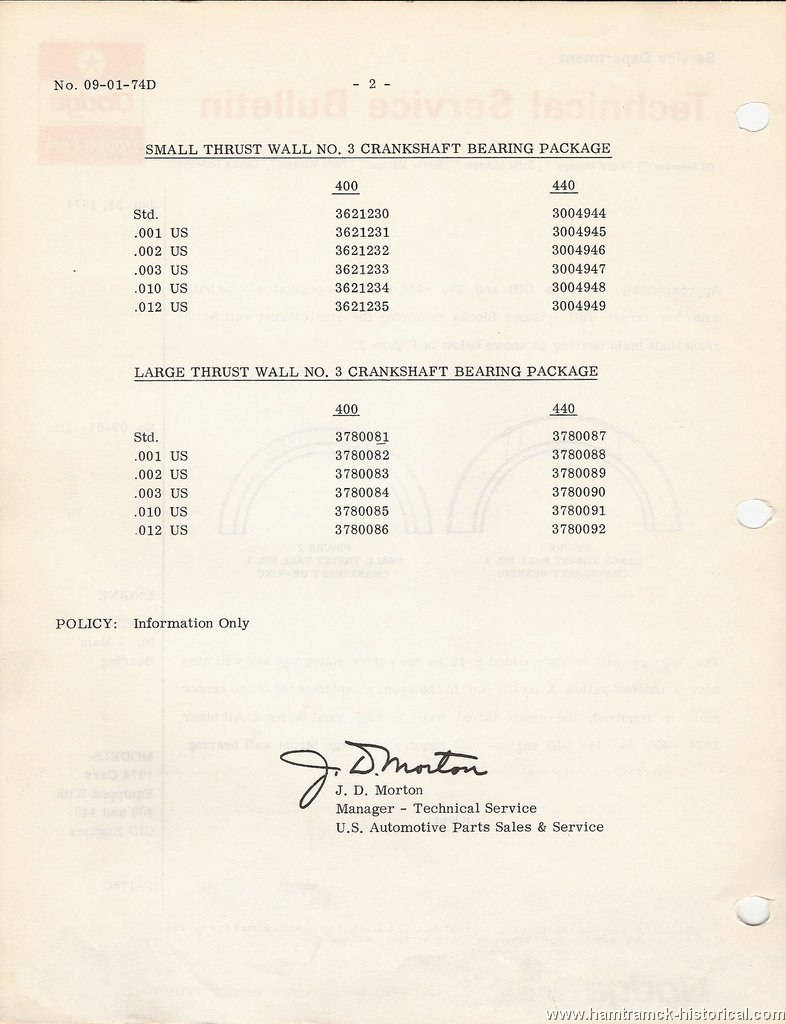 No. 09-01-74D - 2 -
SMALL THRUST WALL NO. 3 CRANKSHAFT BEARING PACKAGE
400 440
Std. 3621230 3004944
.001 US 3621231 3004945
.002 US 3621232 3004946
.003 US 3621233 3004947
.010 US 3621234 3004948
.012 US 3621235 3004949
LARGE THRUST WALL NO. 3 CRANKSHAFT BEARING PACKAGE
400 440
Std. 3780081 3780087
.001 US 3780082 3780088
.002 US 3780083 3780089
.003 US 3780084 3780090
.010 US 3780085 3780091
.012 US 3780086 3780092
POLICY: Information Only
J. D. Morton
J. D. Morton
Manager - Technical Service
U.S. Automotive Parts Sales & Service
www.hamtramck-historical.com